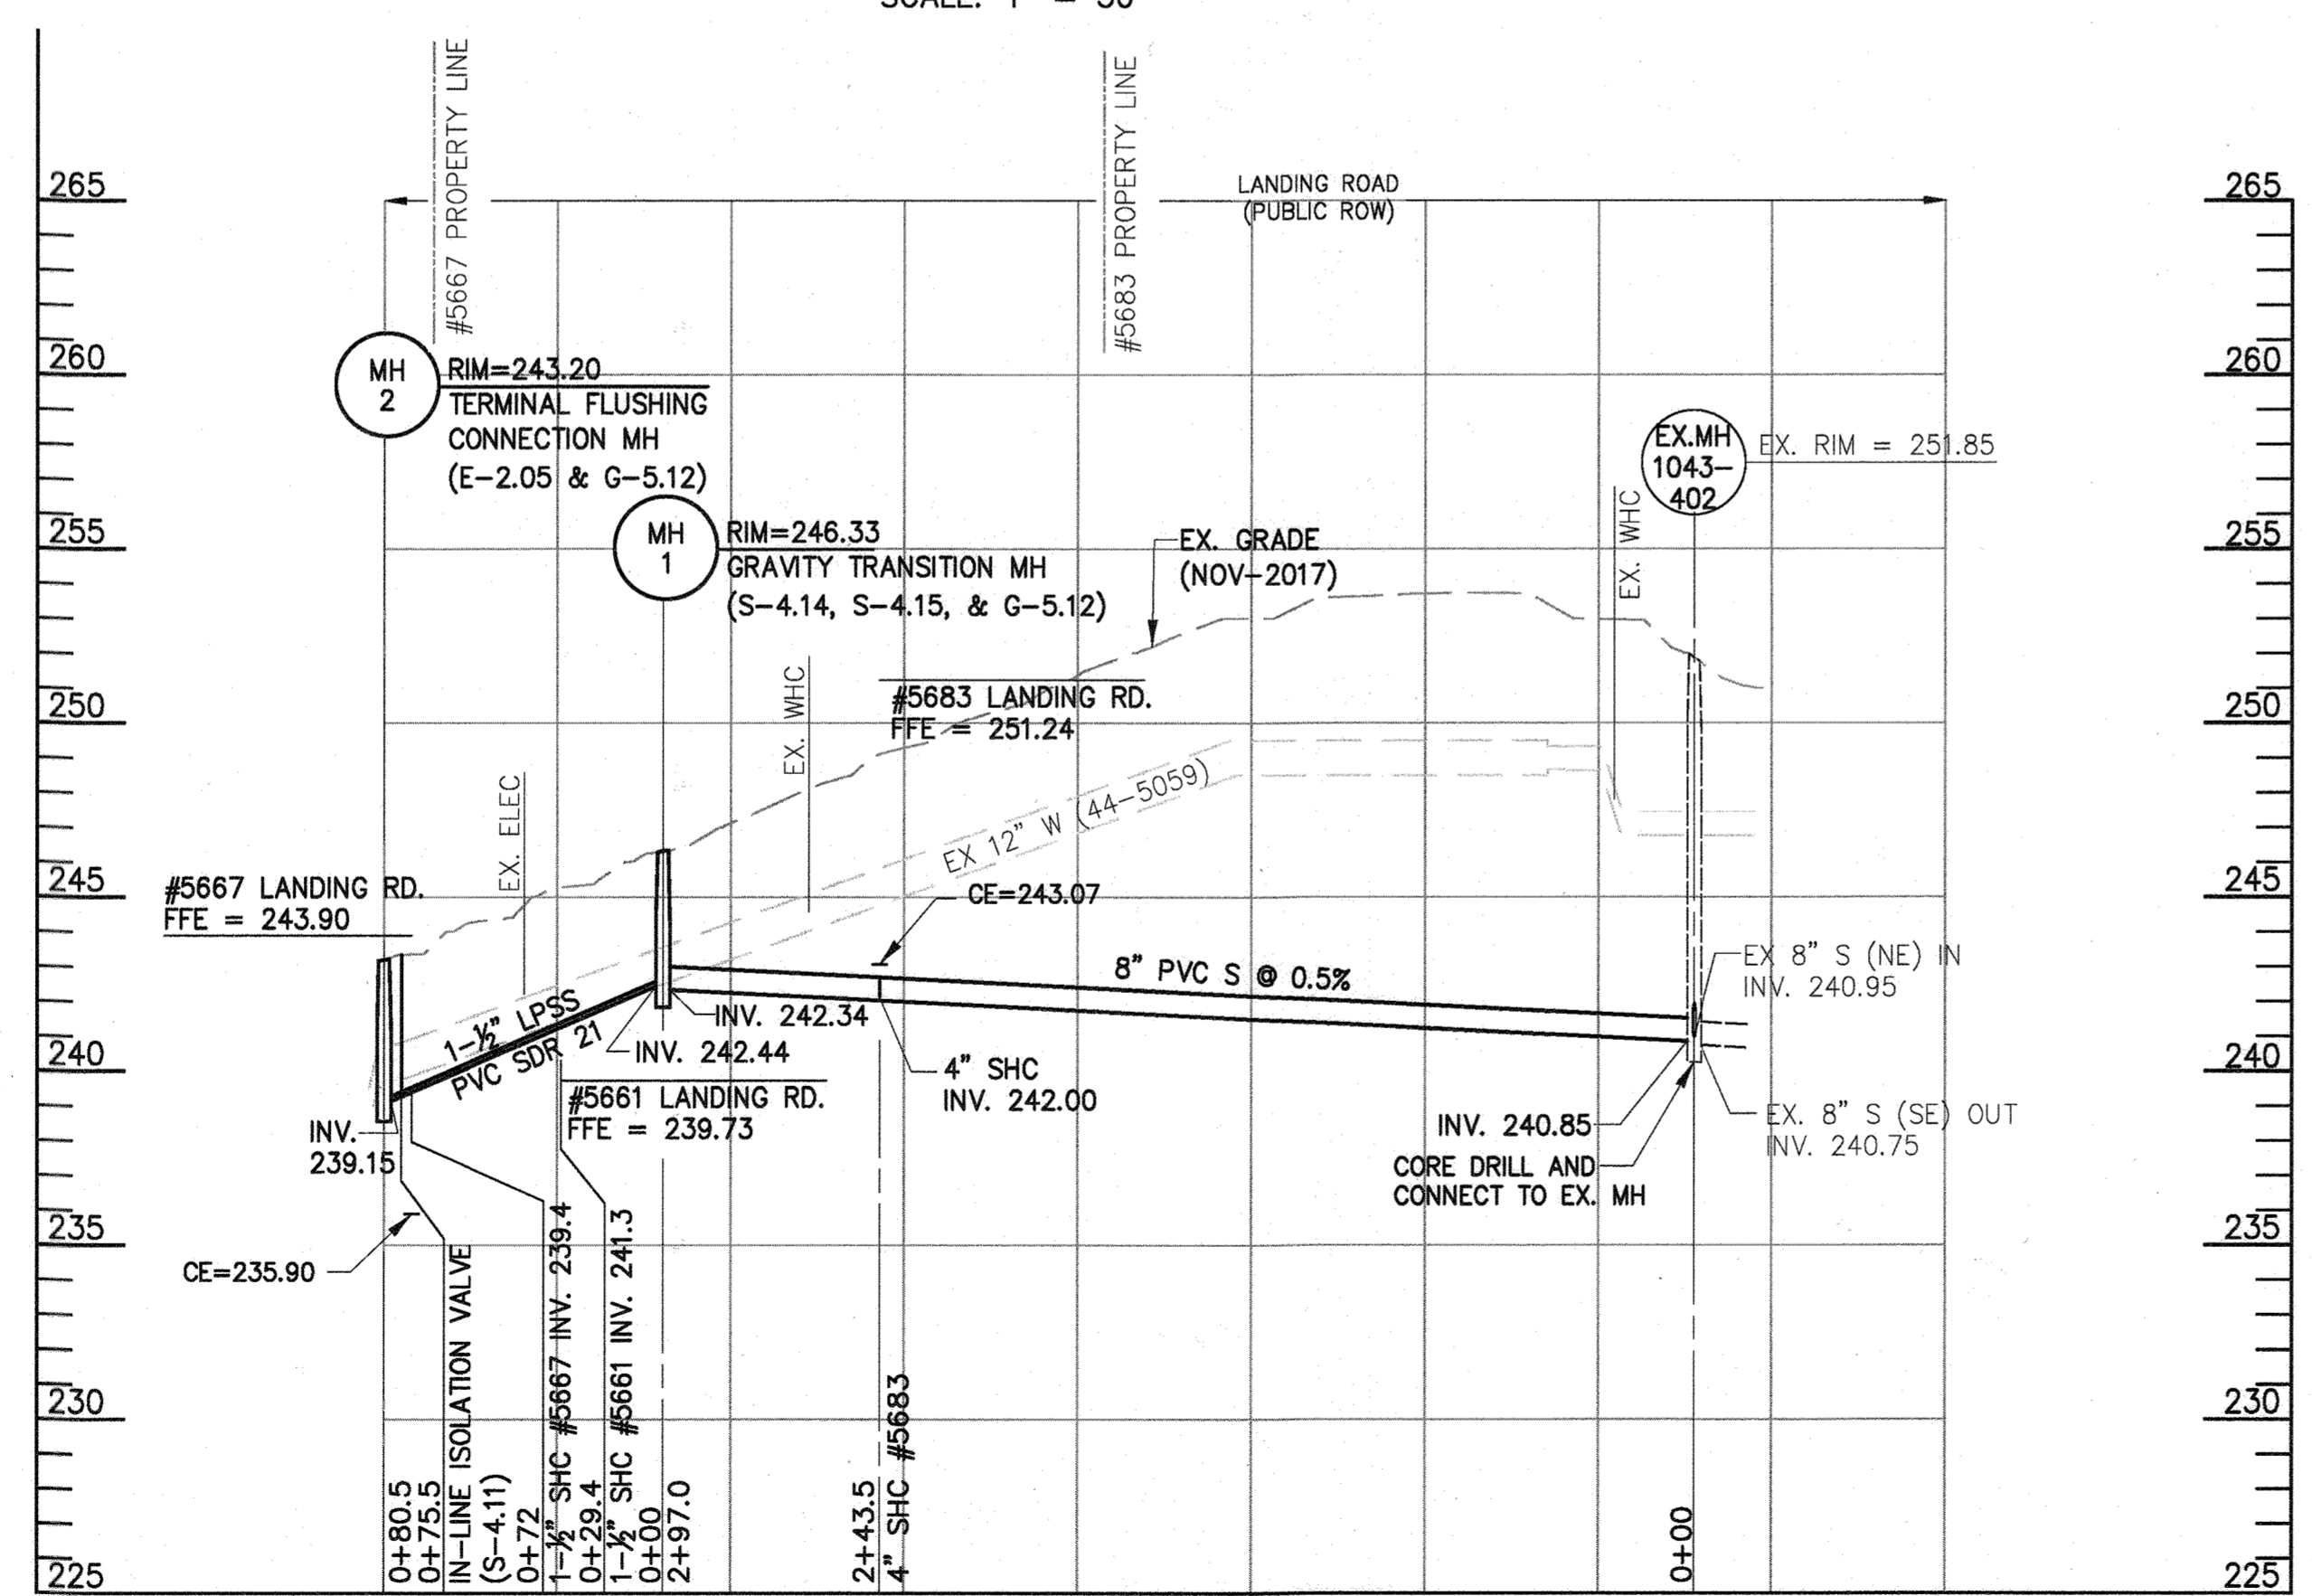 #5667 PROPERTY LINE
#5683 PROPERTY LINE
LANDING ROAD
(PUBLIC ROW)
265
260
255
250
245
240
235
230
225
265
260
255
250
245
240
235
230
225
MH
2
RIM=243.20
TERMINAL FLUSHING
CONNECTION MH
(E-2.05 & G-5.12)
MH
1
RIM=246.33
GRAVITY TRANSITION MH
(S-4.14, S-4.15, & G-5.12)
EX. GRADE
(NOV-2017)
EX.MH
1043-
402
EX. RIM = 251.85
EX. WHC
EX. WHC
EX. ELEC
#5683 LANDING RD.
FFE = 251.24
EX 12" W (44-5059)
#5667 LANDING RD.
FFE = 243.90
CE=243.07
8" PVC S @ 0.5%
EX 8" S (NE) IN
INV. 240.95
1-½" LPSS
PVC SDR 21
INV. 242.34
INV. 242.44
4" SHC
INV. 242.00
#5661 LANDING RD.
FFE = 239.73
INV.
239.15
INV. 240.85
CORE DRILL AND
CONNECT TO EX. MH
EX. 8" S (SE) OUT
INV. 240.75
CE=235.90
0+80.5
0+75.5
IN-LINE ISOLATION VALVE
(S-4.11)
0+72
1-½" SHC #5667 INV. 239.4
0+29.4
1-½" SHC #5661 INV. 241.3
0+00
2+97.0
2+43.5
4" SHC #5683
0+00